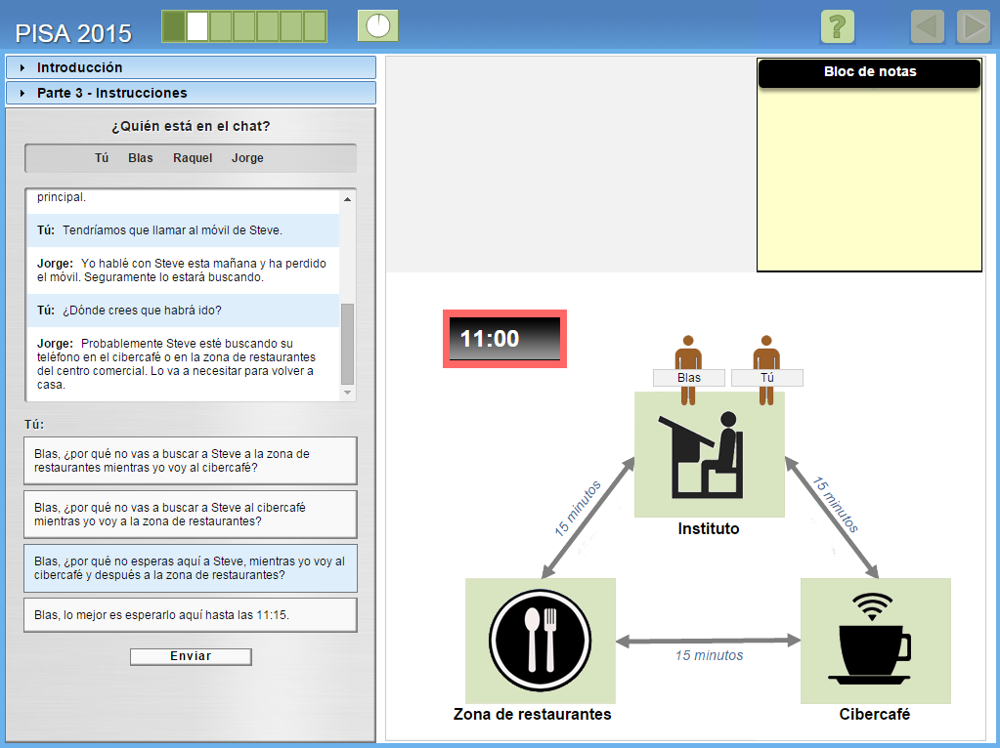 PISA 2015
?
Introducción
Parte 3 - Instrucciones
¿Quién está en el chat?
Tú Blas Raquel Jorge
principal.
Tú: Tendríamos que llamar al móvil de Steve.
Jorge: Yo hablé con Steve esta mañana y ha perdido
el móvil. Seguramente lo estará buscando.
Tú: ¿Dónde crees que habrá ido?
Jorge: Probablemente Steve esté buscando su
teléfono en el cibercafé o en la zona de restaurantes
del centro comercial. Lo va a necesitar para volver a
casa.
Tú:
Blas, ¿por qué no vas a buscar a Steve a la zona de
restaurantes mientras yo voy al cibercafé?
Blas, ¿por qué no vas a buscar a Steve al cibercafé
mientras yo voy a la zona de restaurantes?
Blas, ¿por qué no esperas aquí a Steve, mientras yo voy al
cibercafé y después a la zona de restaurantes?
Blas, lo mejor es esperarlo aquí hasta las 11:15.
Enviar
Bloc de notas
11:00
Blas
Tú
Instituto
15 minutos
15 minutos
15 minutos
Zona de restaurantes
Cibercafé